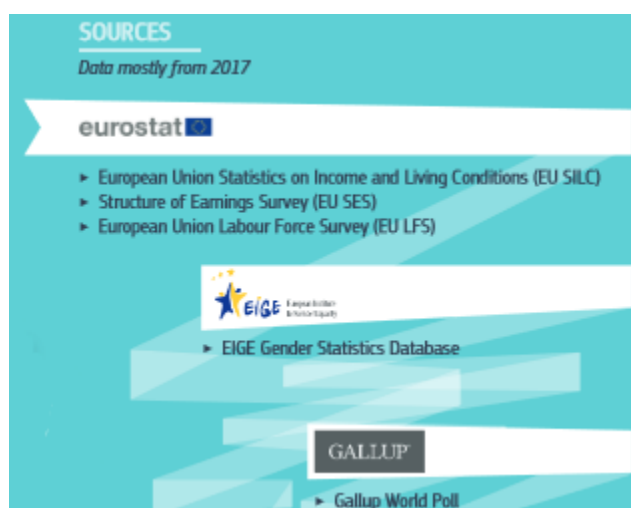 SOURCES
Data mostly from 2017
eurostat
► European Union Statistics on Income and Living Conditions (EU SILC)
► Structure of Earnings Survey (EU SES)
► European Union Labour Force Survey (EU LFS)
EIGE
► EIGE Gender Statistics Database
GALLUP
► Gallup World Poll